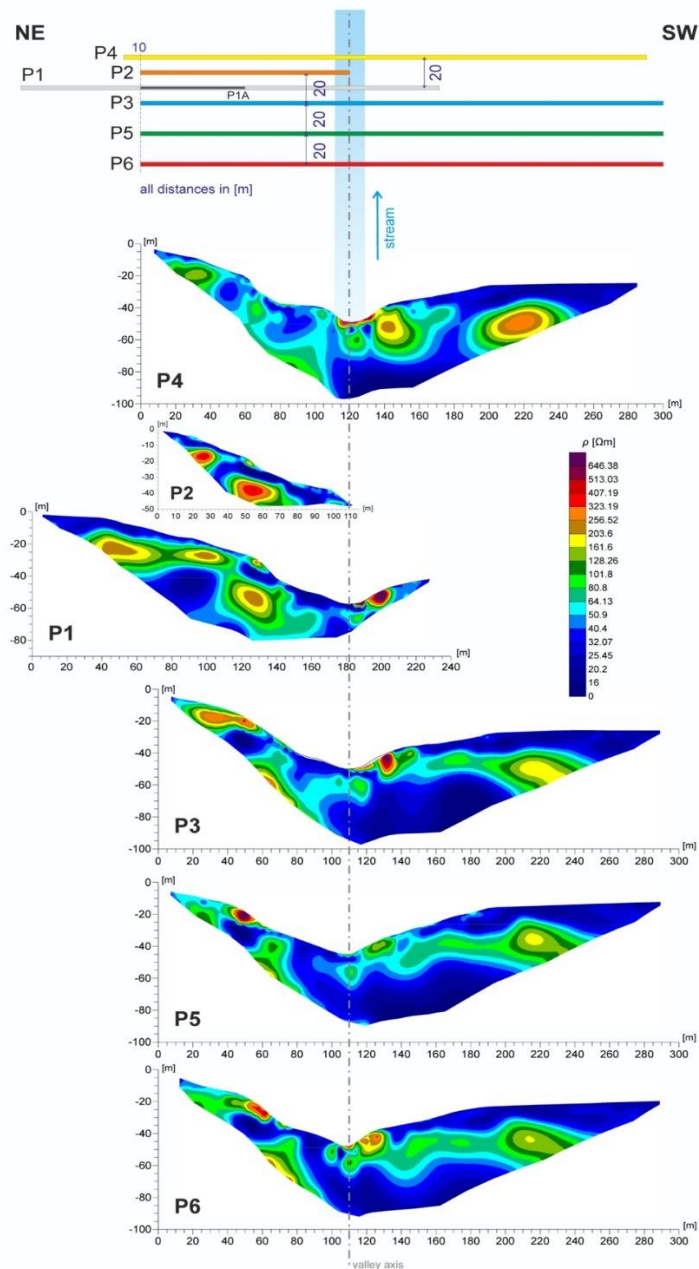 NE SW
P4 10
P2 20
P1 P1A 20
P3
20
P5
20
P6
all distances in [m]
stream
[m] [m]
0
-20
-40
-60
-80
-100
P4
0 20 40 60 80 100 120 140 160 180 200 220 240 260 280 300
[m]
0
-10
-20
-30
-40
-50
P2
[m]
0 10 20 30 40 50 60 70 80 90 100 110
ρ [Ωm]
646.38
513.03
407.19
323.19
256.52
203.6
161.6
128.26
101.8
80.8
64.13
50.9
40.4
32.07
25.45
20.2
16
0
[m]
0
-20
-40
-60
-80
P1
[m]
0 20 40 60 80 100 120 140 160 180 200 220 240
[m]
0
-20
-40
-60
-80
-100
P3
[m]
0 20 40 60 80 100 120 140 160 180 200 220 240 260 280 300
[m]
0
-20
-40
-60
-80
-100
P5
[m]
0 20 40 60 80 100 120 140 160 180 200 220 240 260 280 300
[m]
0
-20
-40
-60
-80
-100
P6
[m]
0 20 40 60 80 100 120 140 160 180 200 220 240 260 280 300
valley axis